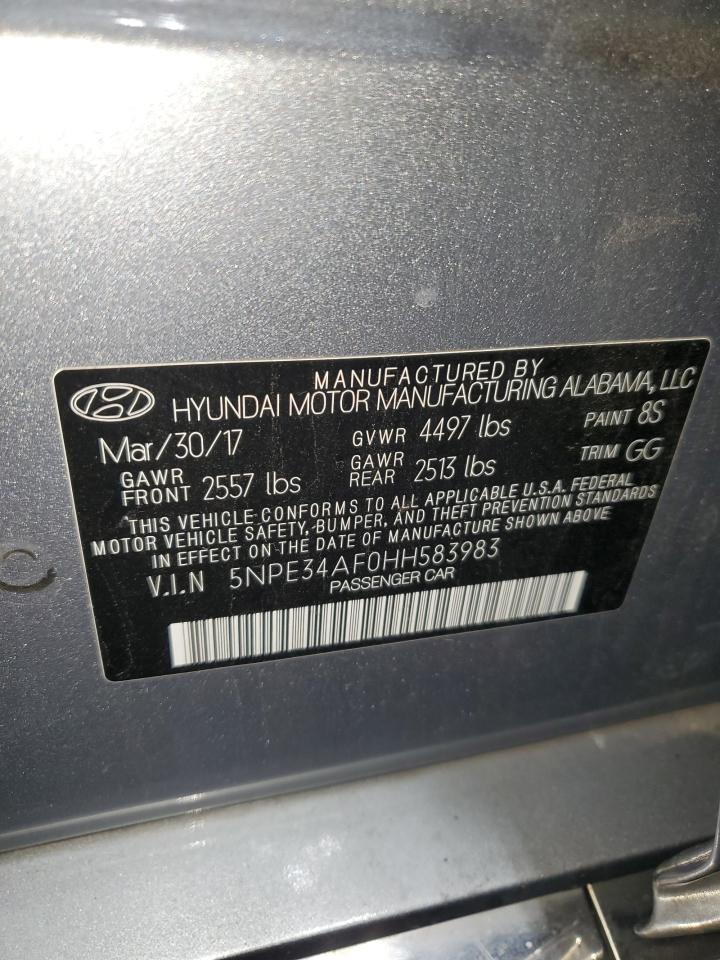 MANUFACTURED BY
HYUNDAI MOTOR MANUFACTURING ALABAMA, LLC
Mar/30/17 GVWR 4497 lbs PAINT 8S
GAWR FRONT 2557 lbs GAWR REAR 2513 lbs TRIM GG
THIS VEHICLE CONFORMS TO ALL APPLICABLE U.S.A. FEDERAL
MOTOR VEHICLE SAFETY, BUMPER, AND THEFT PREVENTION STANDARDS
IN EFFECT ON THE DATE OF MANUFACTURE SHOWN ABOVE
V.I.N 5NPE34AF0HH583983
PASSENGER CAR